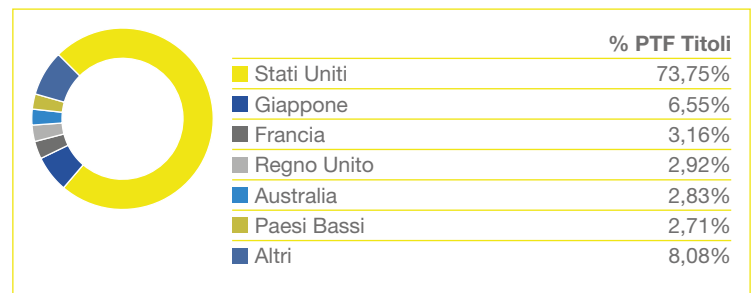 % PTF Titoli
Stati Uniti 73,75%
Giappone 6,55%
Francia 3,16%
Regno Unito 2,92%
Australia 2,83%
Paesi Bassi 2,71%
Altri 8,08%